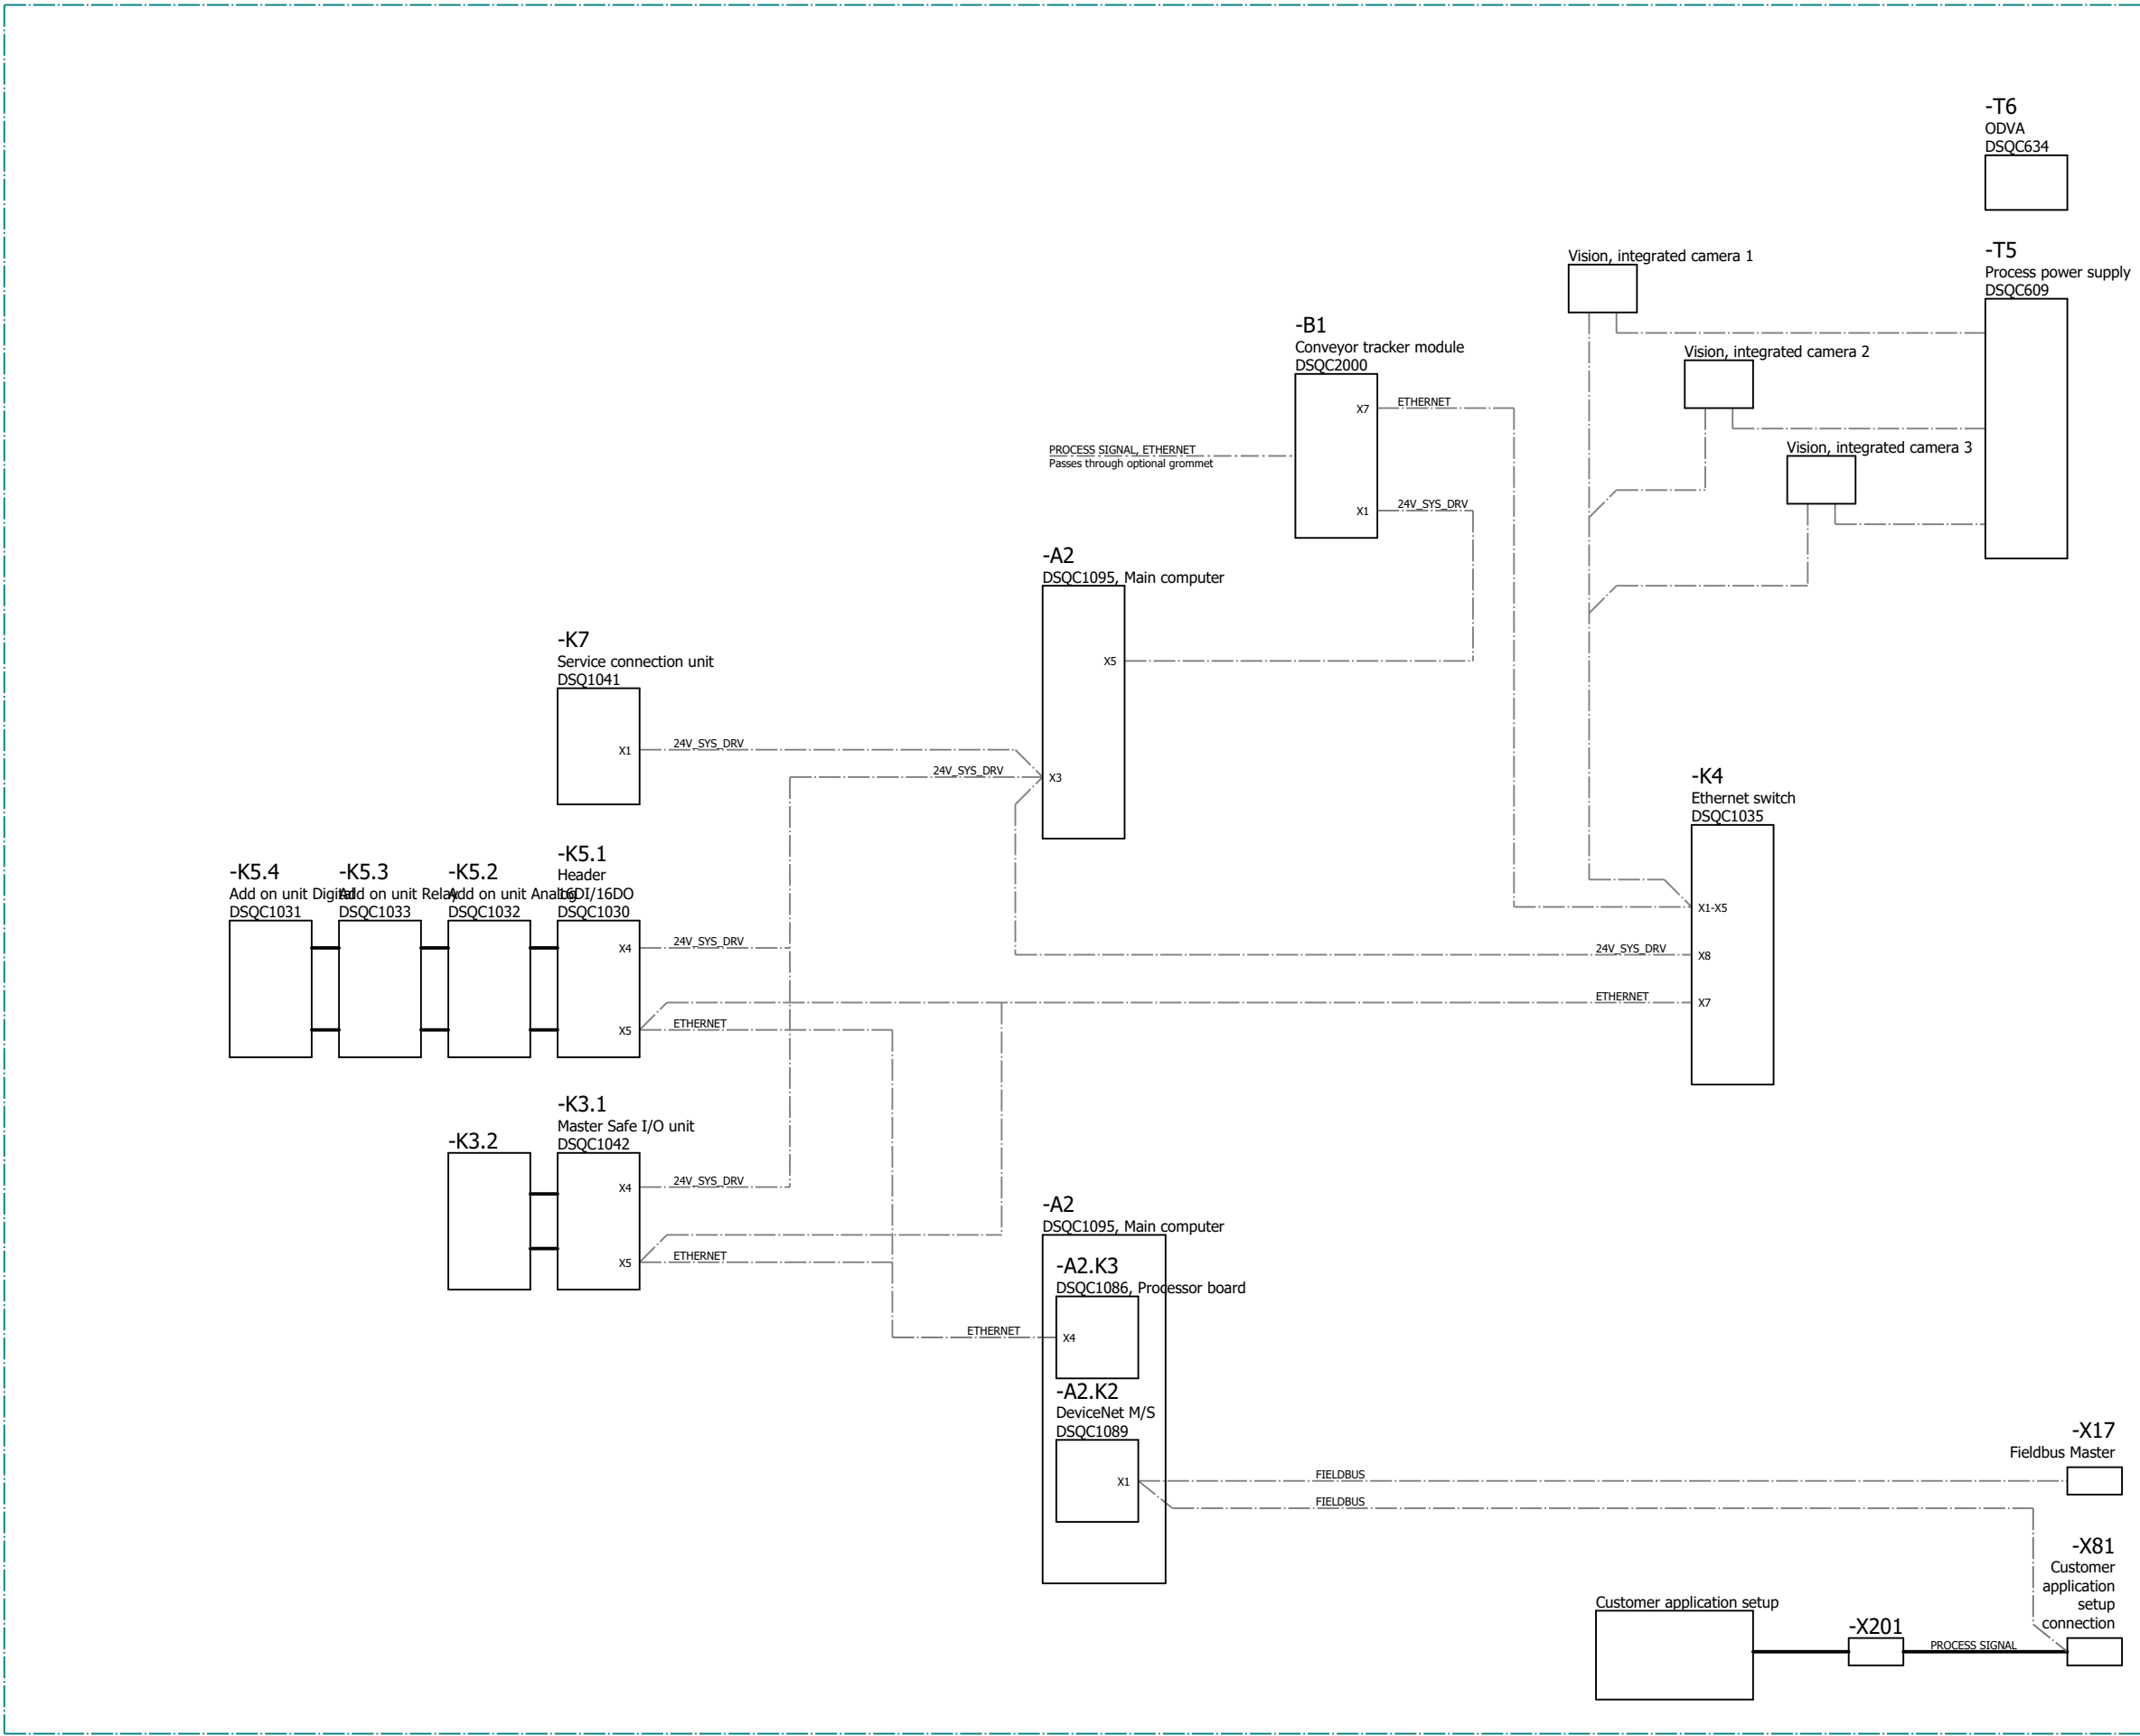 -T6
ODVA
DSQC634
-T5
Process power supply
DSQC609
Vision, integrated camera 1
Vision, integrated camera 2
Vision, integrated camera 3
-B1
Conveyor tracker module
DSQC2000
X7
ETHERNET
PROCESS SIGNAL, ETHERNET
Passes through optional grommet
X1
24V_SYS_DRV
-A2
DSQC1095, Main computer
X5
X3
-K7
Service connection unit
DSQ1041
X1
24V_SYS_DRV
24V_SYS_DRV
-K4
Ethernet switch
DSQC1035
X1-X5
24V_SYS_DRV
X8
ETHERNET
X7
-K5.4
Add on unit Digital
DSQC1031
-K5.3
Add on unit Relay
DSQC1033
-K5.2
Add on unit Analog
DSQC1032
-K5.1
Header
16DI/16DO
DSQC1030
X4
24V_SYS_DRV
X5
ETHERNET
-K3.2
-K3.1
Master Safe I/O unit
DSQC1042
X4
24V_SYS_DRV
X5
ETHERNET
-A2
DSQC1095, Main computer
-A2.K3
DSQC1086, Processor board
ETHERNET
X4
-A2.K2
DeviceNet M/S
DSQC1089
X1
FIELDBUS
FIELDBUS
-X17
Fieldbus Master
-X81
Customer
application
setup
connection
Customer application setup
-X201
PROCESS SIGNAL